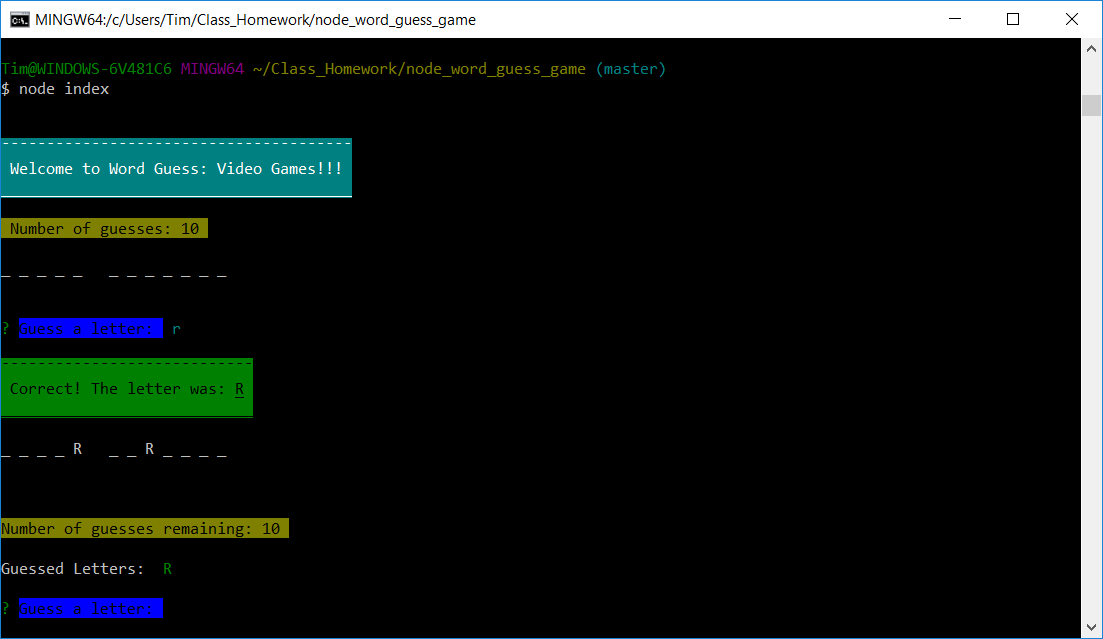 MINGW64:/c/Users/Tim/Class_Homework/node_word_guess_game
Tim@WINDOWS-6V481C6 MINGW64 ~/Class_Homework/node_word_guess_game (master)
$ node index
---------------------------------------
Welcome to Word Guess: Video Games!!!
Number of guesses: 10
_ _ _ _ _   _ _ _ _ _ _ _
? Guess a letter:  r
----------------------------
Correct! The letter was: R
_ _ _ _ R   _ _ R _ _ _ _
Number of guesses remaining: 10
Guessed Letters:  R
? Guess a letter: